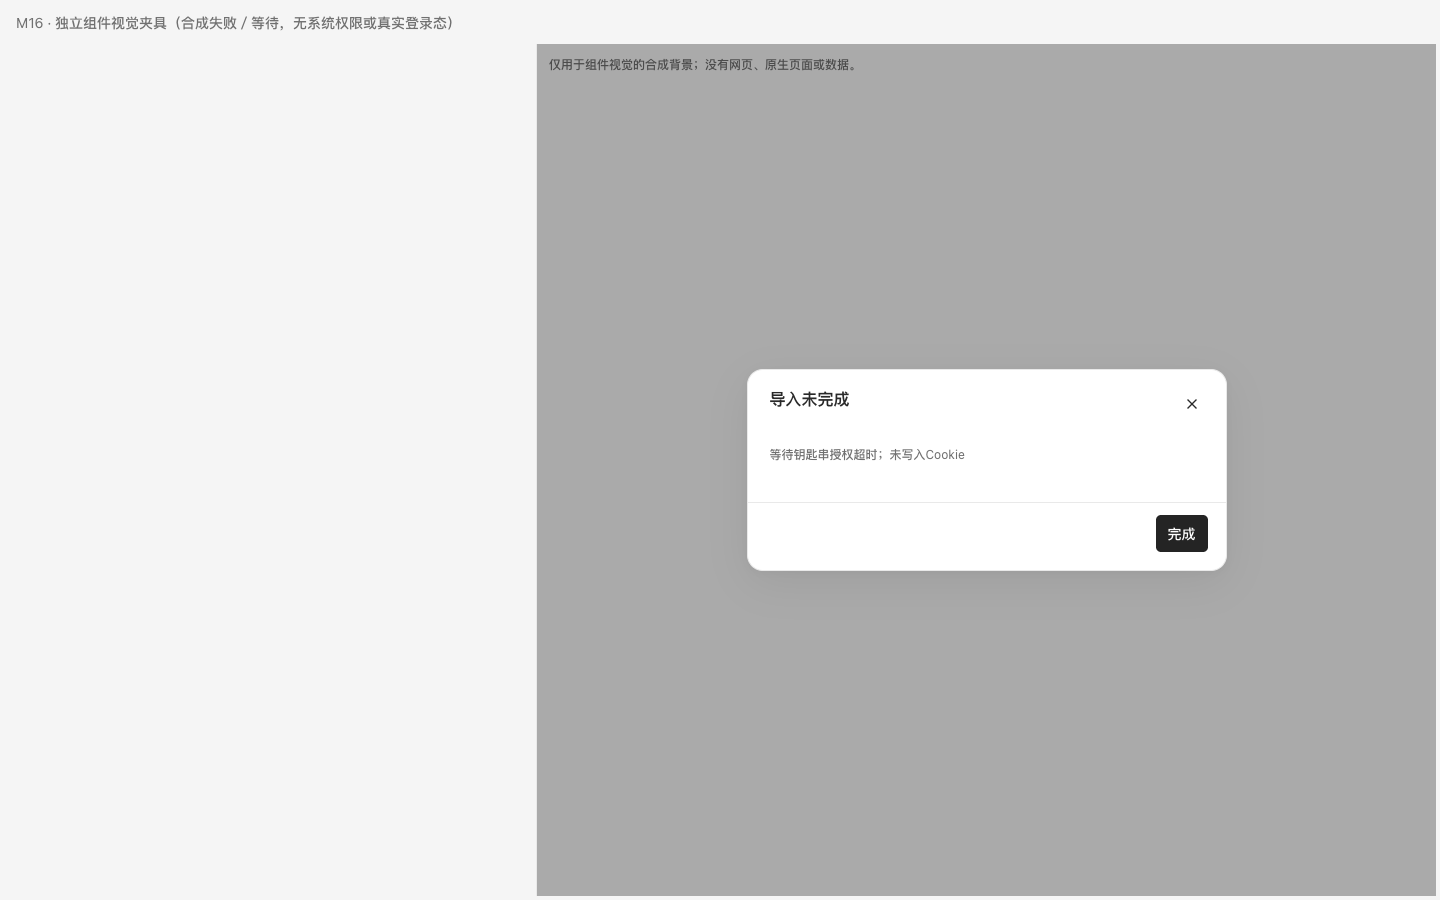 M16 · 独立组件视觉夹具（合成失败 / 等待，无系统权限或真实登录态）
仅用于组件视觉的合成背景；没有网页、原生页面或数据。
导入未完成
等待钥匙串授权超时；未写入Cookie
完成